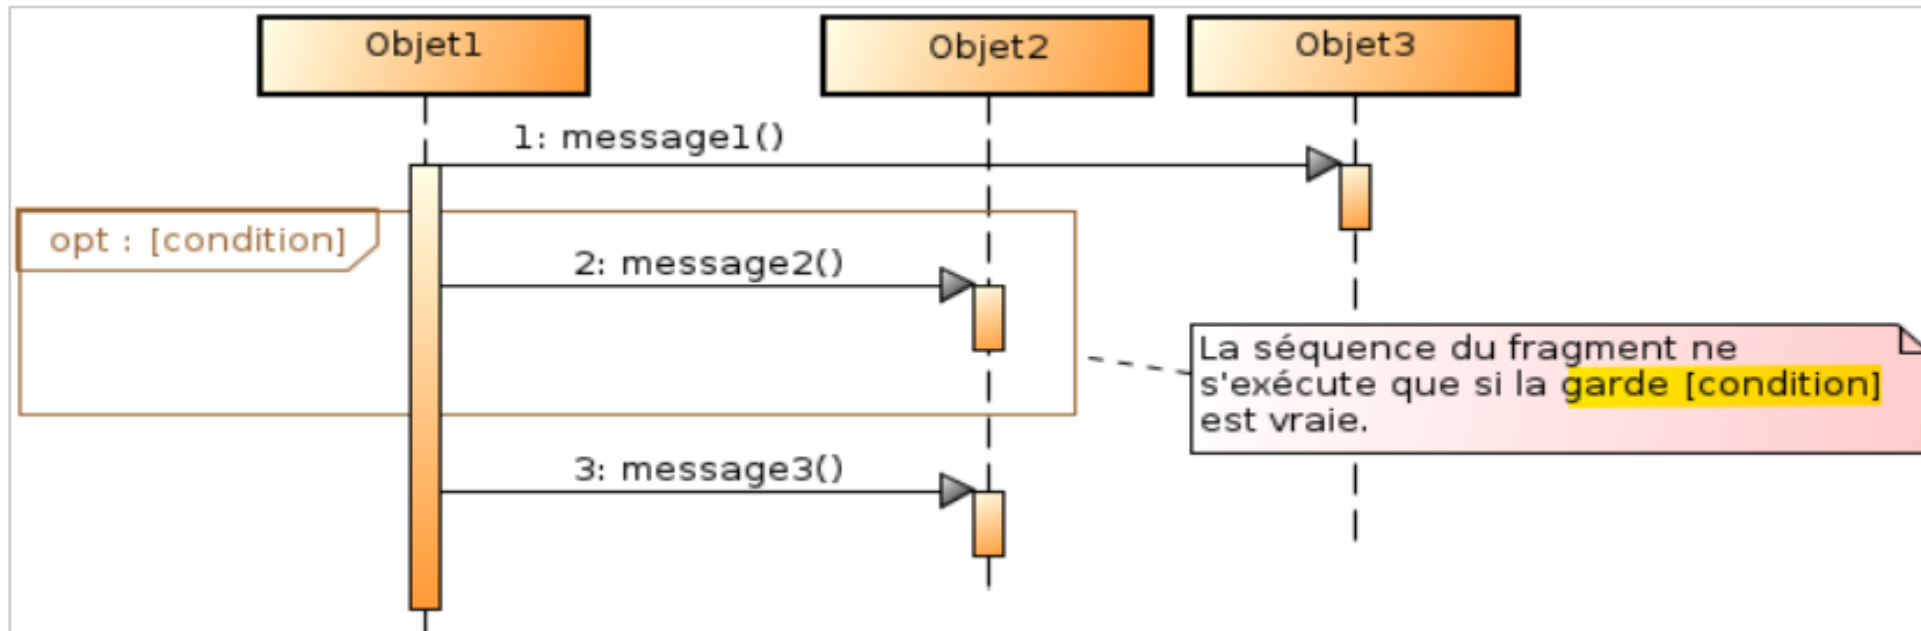 Objet1
Objet2
Objet3
1: message1()
opt : [condition]
2: message2()
La séquence du fragment ne
s'exécute que si la garde [condition]
est vraie.
3: message3()